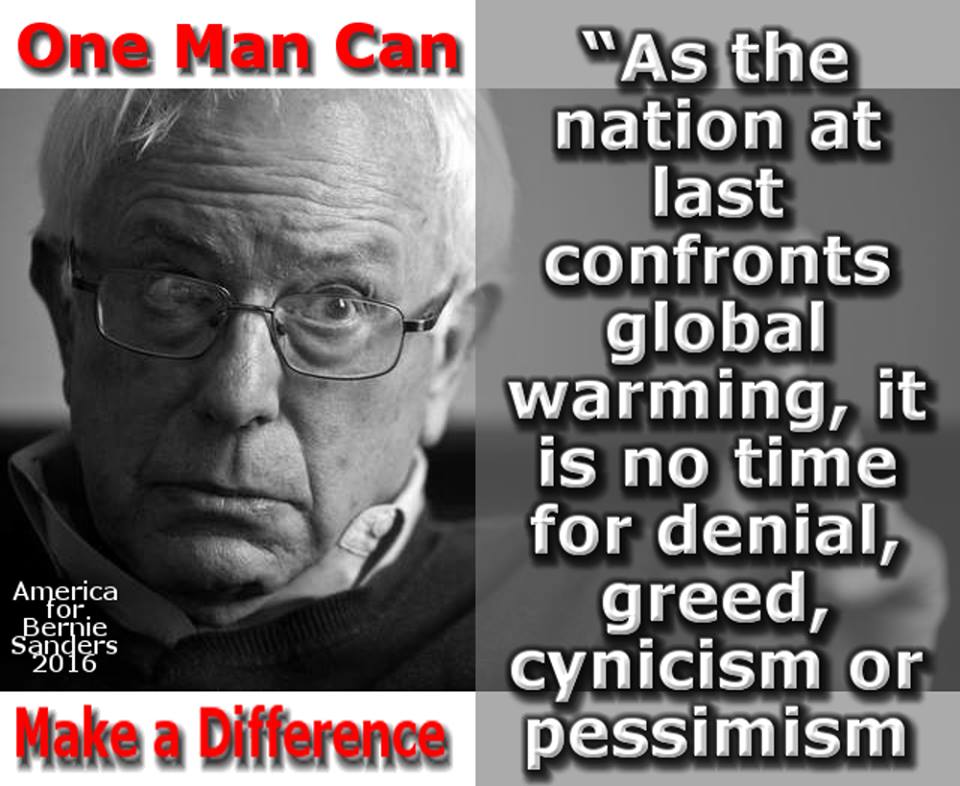 One Man Can
America
for
Bernie
Sanders
2016
Make a Difference
“As the
nation at
last
confronts
global
warming, it
is no time
for denial,
greed,
cynicism or
pessimism